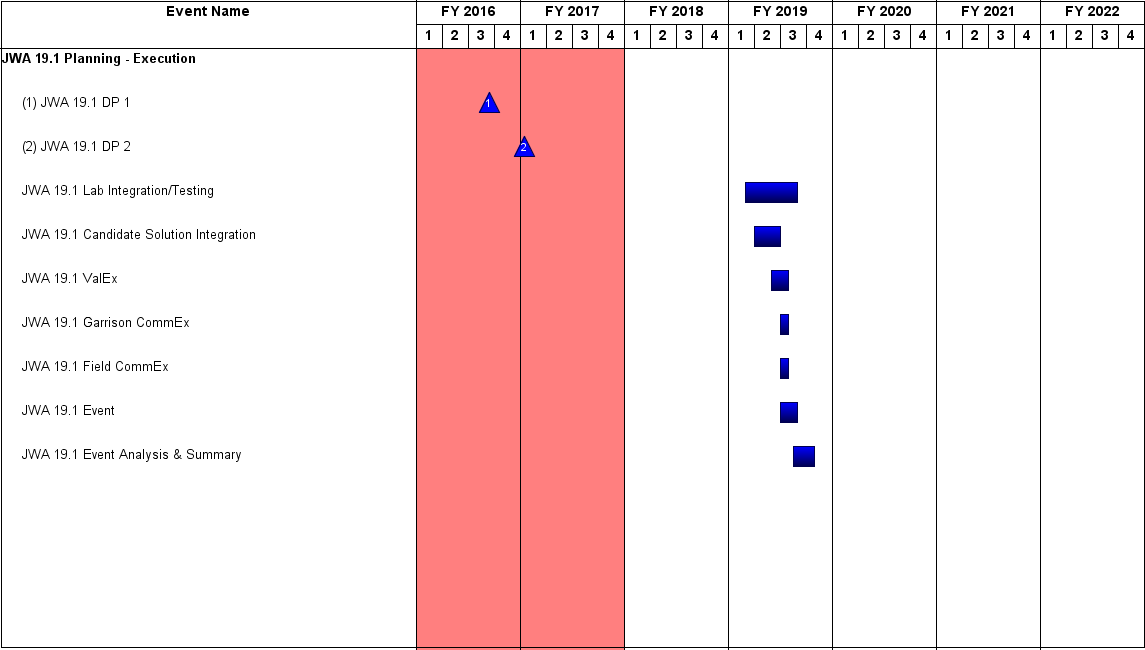 Event Name FY 2016 FY 2017 FY 2018 FY 2019 FY 2020 FY 2021 FY 2022
1 2 3 4 1 2 3 4 1 2 3 4 1 2 3 4 1 2 3 4 1 2 3 4 1 2 3 4
JWA 19.1 Planning - Execution
(1) JWA 19.1 DP 1 1
(2) JWA 19.1 DP 2 2
JWA 19.1 Lab Integration/Testing
JWA 19.1 Candidate Solution Integration
JWA 19.1 ValEx
JWA 19.1 Garrison CommEx
JWA 19.1 Field CommEx
JWA 19.1 Event
JWA 19.1 Event Analysis & Summary